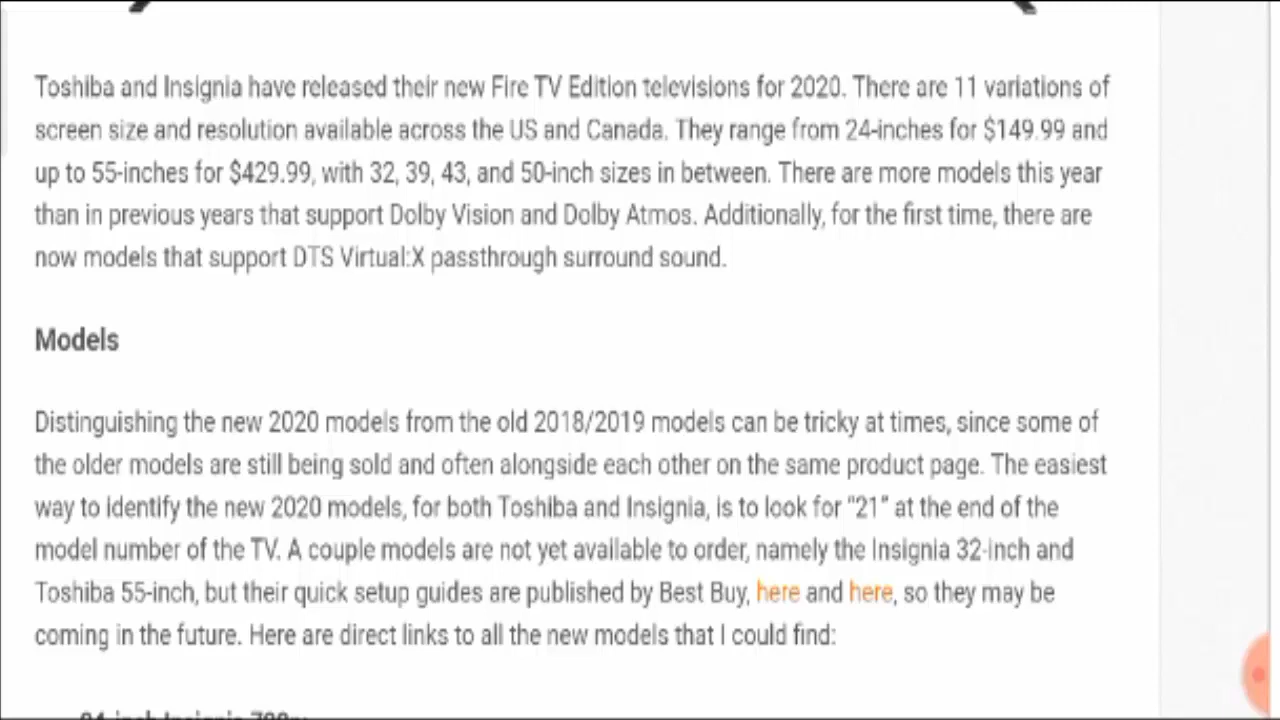 Toshiba and Insignia have released their new Fire TV Edition televisions for 2020. There are 11 variations of
screen size and resolution available across the US and Canada. They range from 24-inches for $149.99 and
up to 55-inches for $429.99, with 32, 39, 43, and 50-inch sizes in between. There are more models this year
than in previous years that support Dolby Vision and Dolby Atmos. Additionally, for the first time, there are
now models that support DTS Virtual:X passthrough surround sound.
Models
Distinguishing the new 2020 models from the old 2018/2019 models can be tricky at times, since some of
the older models are still being sold and often alongside each other on the same product page. The easiest
way to identify the new 2020 models, for both Toshiba and Insignia, is to look for “21” at the end of the
model number of the TV. A couple models are not yet available to order, namely the Insignia 32-inch and
Toshiba 55-inch, but their quick setup guides are published by Best Buy, here and here, so they may be
coming in the future. Here are direct links to all the new models that I could find: